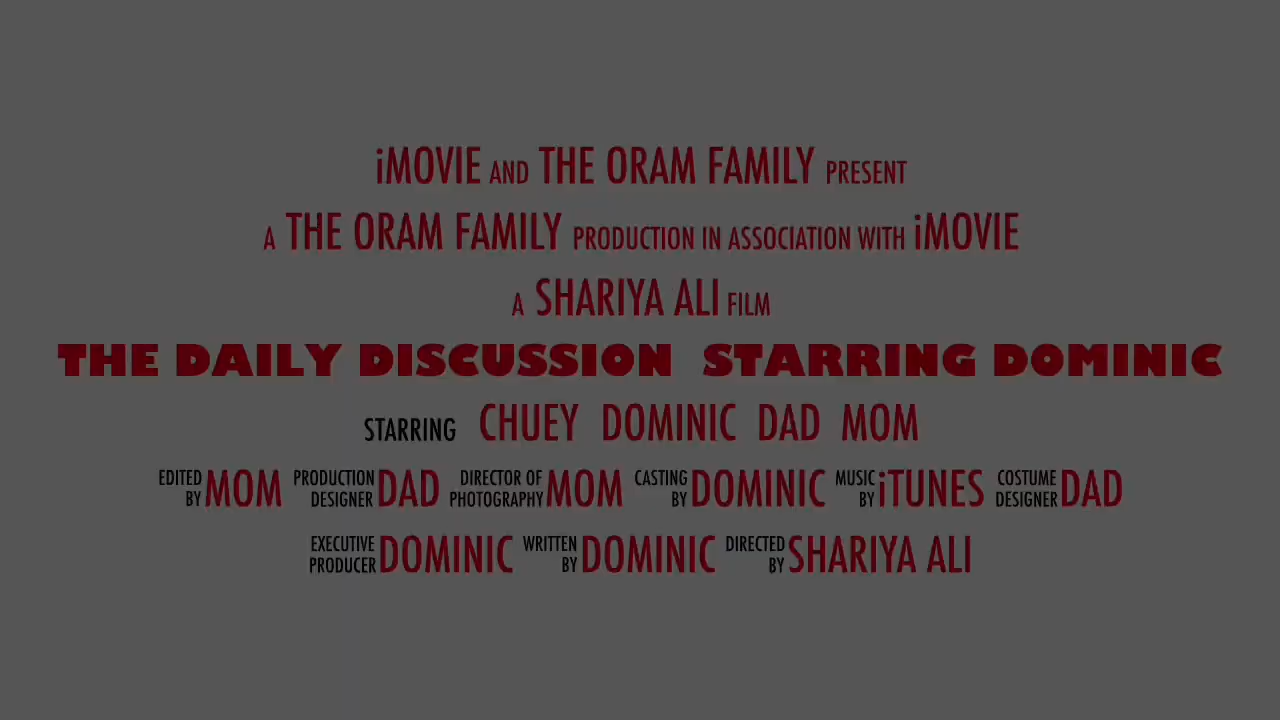 iMOVIE AND THE ORAM FAMILY PRESENT
A THE ORAM FAMILY PRODUCTION IN ASSOCIATION WITH iMOVIE
A SHARIYA ALI FILM
THE DAILY DISCUSSION STARRING DOMINIC
STARRING CHUEY DOMINIC DAD MOM
EDITED BY MOM PRODUCTION DESIGNER DAD DIRECTOR OF PHOTOGRAPHY MOM CASTING BY DOMINIC MUSIC BY iTUNES COSTUME DESIGNER DAD
EXECUTIVE PRODUCER DOMINIC WRITTEN BY DOMINIC DIRECTED BY SHARIYA ALI